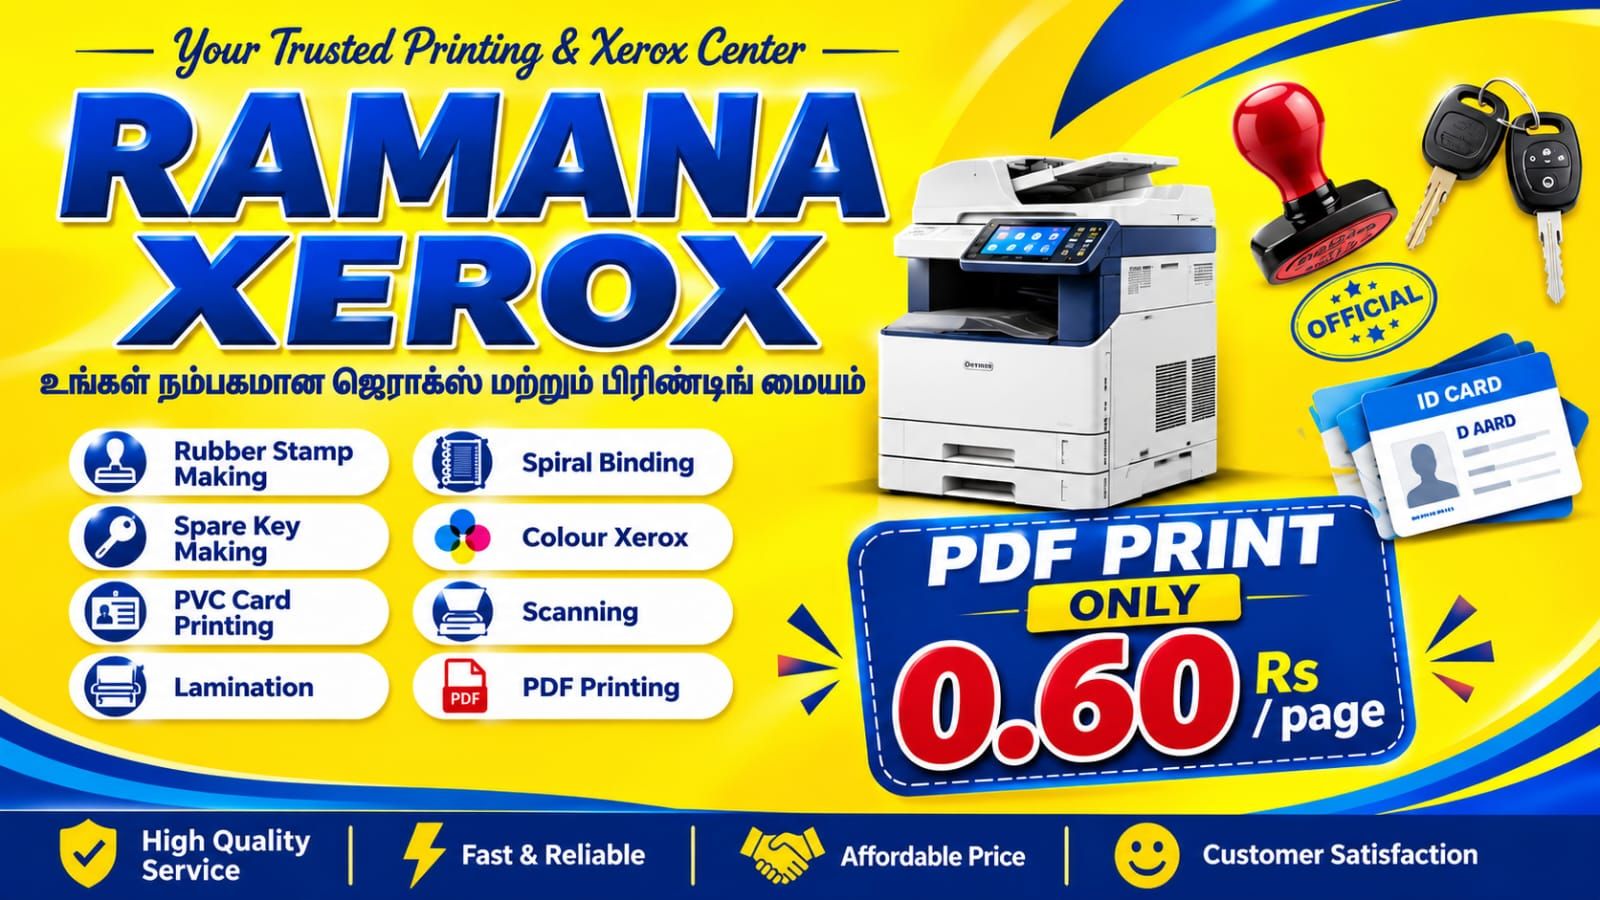 Your Trusted Printing & Xerox Center
RAMANA
XEROX
உங்கள் நம்பகமான ஜெராக்ஸ் மற்றும் பிரிண்டிங் மையம்
Rubber Stamp
Making
Spiral Binding
Spare Key
Making
Colour Xerox
PVC Card
Printing
Scanning
Lamination
PDF
PDF Printing
OFFICIAL
ID CARD
D AARD
PDF PRINT
ONLY
0.60 Rs
/ page
High Quality
Service
Fast & Reliable
Affordable Price
Customer Satisfaction